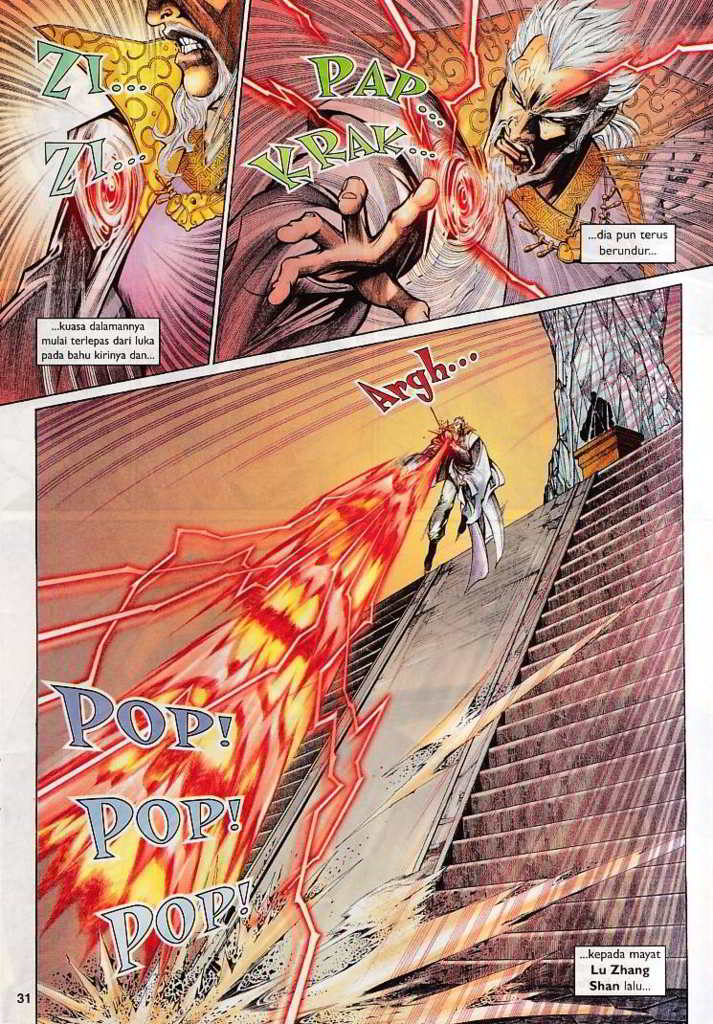 ZI...
ZI...
...kuasa dalamannya
mulai terlepas dari luka
pada bahu kirinya dan...
PAP...
KRAK...
...dia pun terus
berundur...
Argh...
POP!
POP!
POP!
...kepada mayat
Lu Zhang
Shan lalu...
31